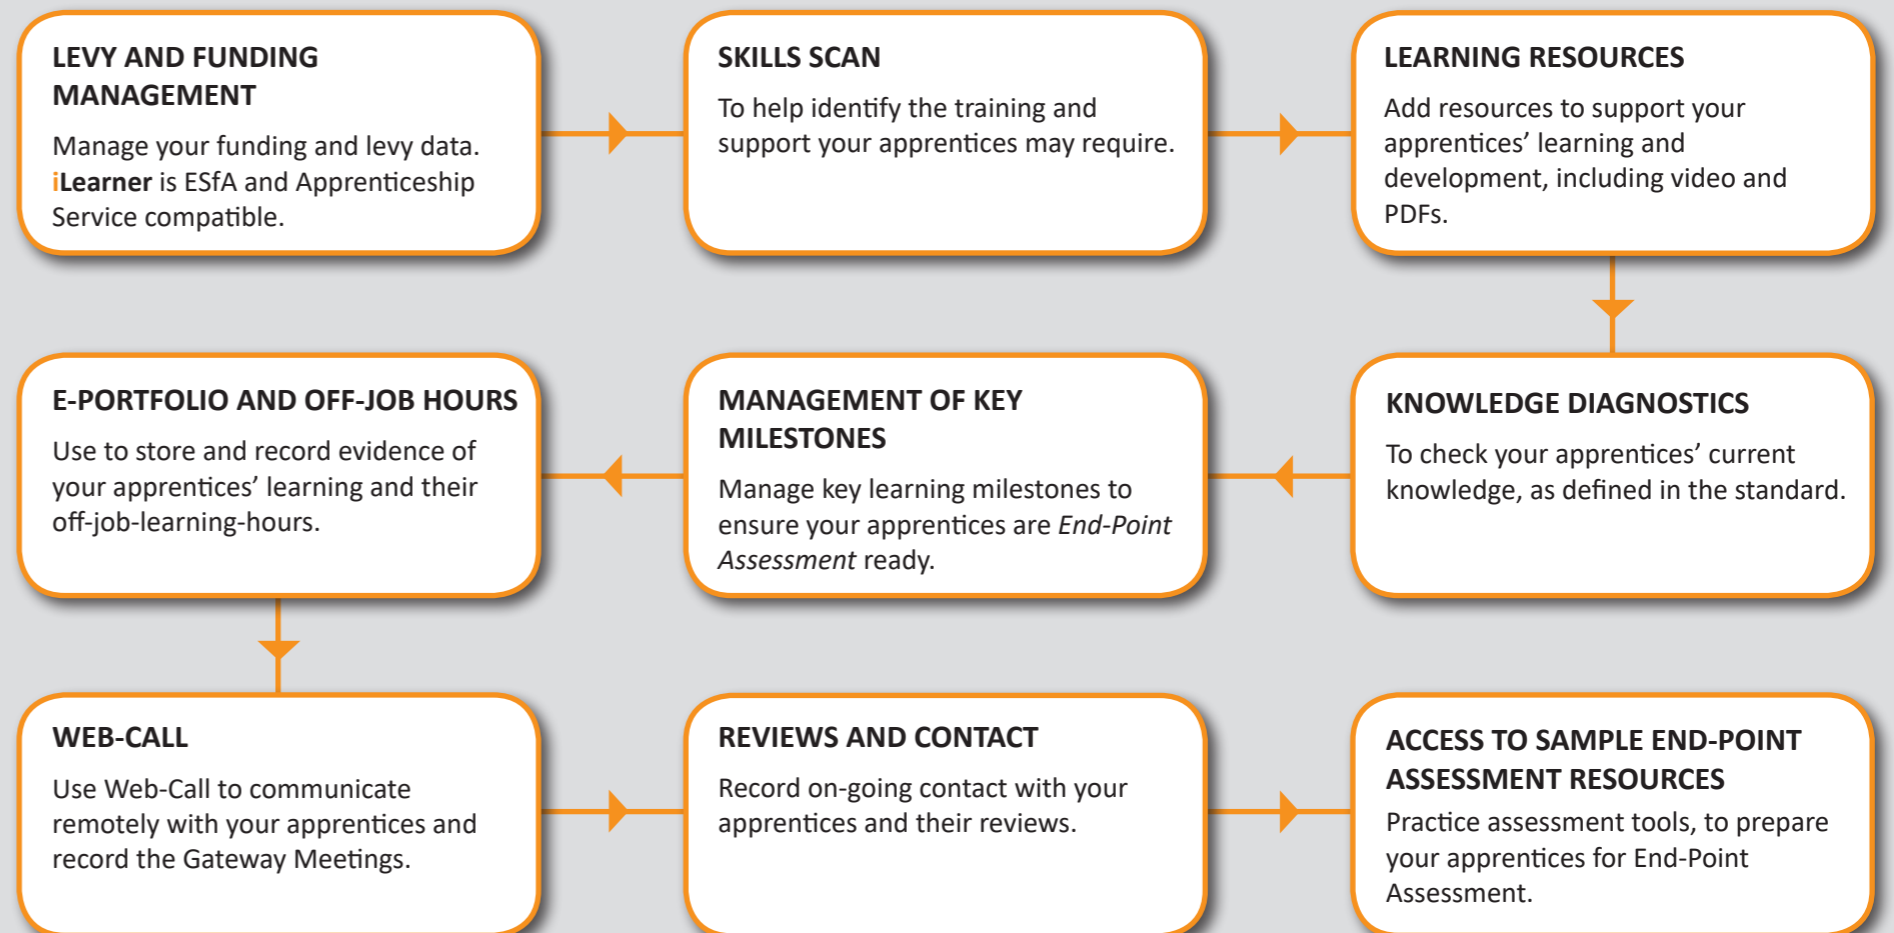 LEVY AND FUNDING
MANAGEMENT
Manage your funding and levy data.
iLearner is ESfA and Apprenticeship
Service compatible.
SKILLS SCAN
To help identify the training and
support your apprentices may require.
LEARNING RESOURCES
Add resources to support your
apprentices’ learning and
development, including video and
PDFs.
KNOWLEDGE DIAGNOSTICS
To check your apprentices’ current
knowledge, as defined in the standard.
MANAGEMENT OF KEY
MILESTONES
Manage key learning milestones to
ensure your apprentices are End-Point
Assessment ready.
E-PORTFOLIO AND OFF-JOB HOURS
Use to store and record evidence of
your apprentices’ learning and their
off-job-learning-hours.
WEB-CALL
Use Web-Call to communicate
remotely with your apprentices and
record the Gateway Meetings.
REVIEWS AND CONTACT
Record on-going contact with your
apprentices and their reviews.
ACCESS TO SAMPLE END-POINT
ASSESSMENT RESOURCES
Practice assessment tools, to prepare
your apprentices for End-Point
Assessment.